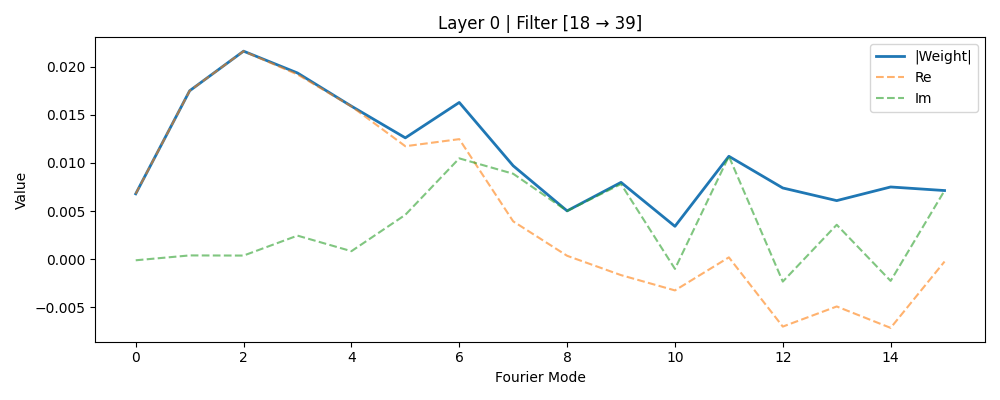 Layer 0 | Filter [18 → 39]
|Weight|
Re
Im
Value
0.020
0.015
0.010
0.005
0.000
−0.005
0 2 4 6 8 10 12 14
Fourier Mode